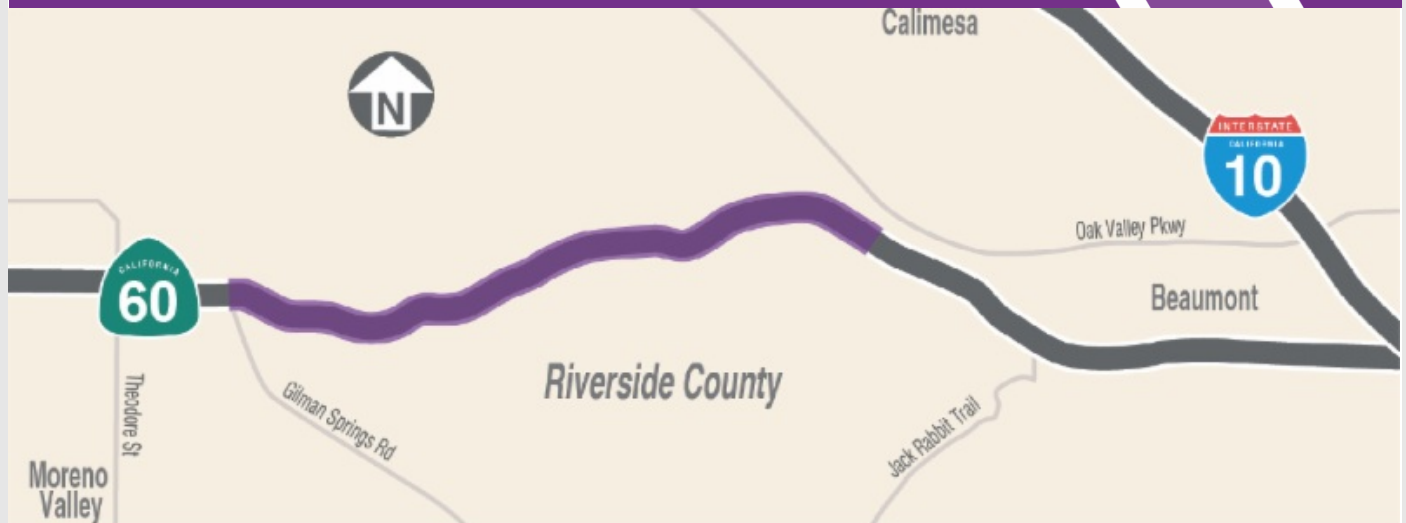 Calimesa
N
INTERSTATE
CALIFORNIA
10
Oak Valley Pkwy
CALIFORNIA
60
Beaumont
Riverside County
Theodore St
Gilman Springs Rd
Jack Rabbit Trail
Moreno
Valley